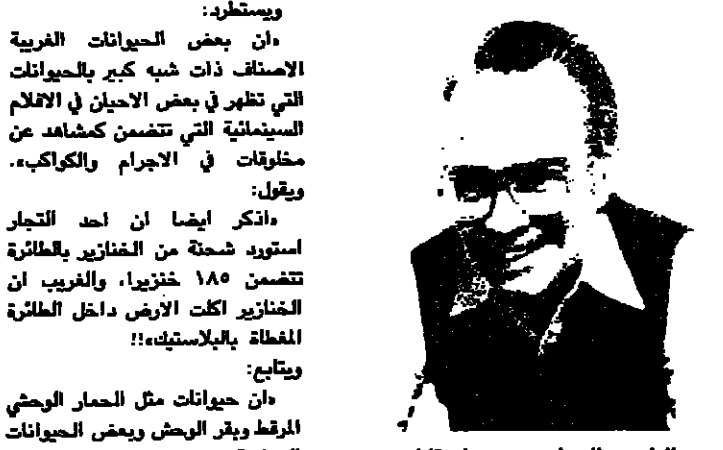 ويستطرد:
«ان بعض الحيوانات الغريبة
الاصناف ذات شبه كبير بالحيوانات
التي تظهر في بعض الاحيان في الافلام
السينمائية التي تتضمن كمشاهد عن
مخلوقات في الاجرام والكواكب».
ويقول:
«اذكر ايضا ان احد التجار
استورد شحنة من الخنازير بالطائرة
تتضمن ١٨٥ خنزيرا، والغريب ان
الخنازير اكلت الارض داخل الطائرة
المغطاة بالبلاستيك»!!
ويتابع:
«ان حيوانات مثل الحمار الوحشي
المرقط وبقر الوحش وبعض الحيوانات